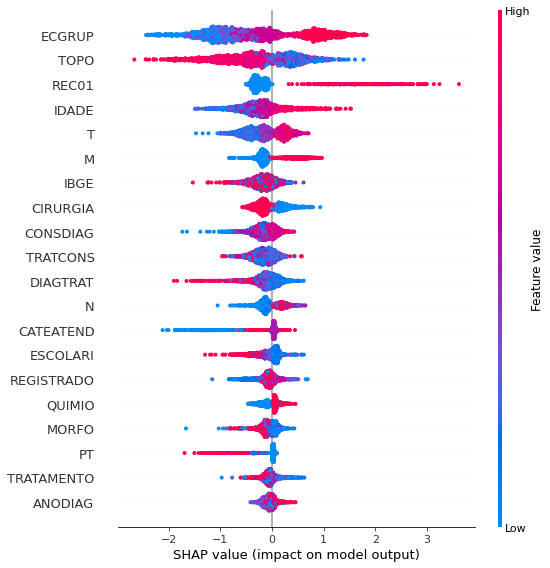 High
ECGRUP
TOPO
REC01
IDADE
T
M
IBGE
CIRURGIA
CONSDIAG
TRATCONS
DIAGTRAT
N
CATEATEND
ESCOLARI
REGISTRADO
QUIMIO
MORFO
PT
TRATAMENTO
ANODIAG
Feature value
Low
−2 −1 0 1 2 3
SHAP value (impact on model output)